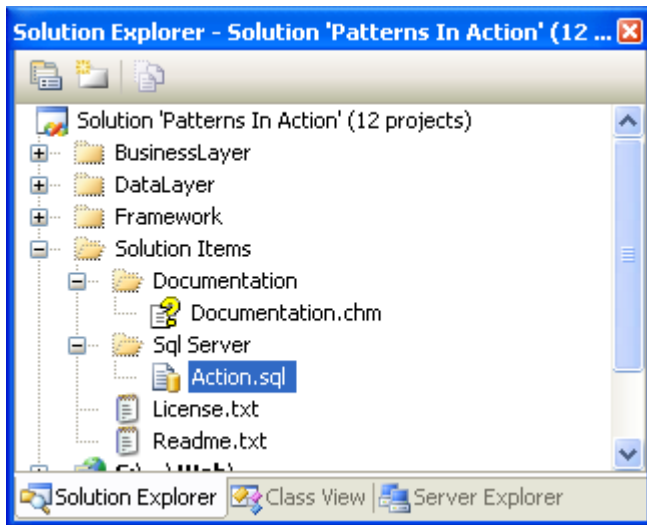 Solution Explorer - Solution 'Patterns In Action' (12 ...
Solution 'Patterns In Action' (12 projects)
BusinessLayer
DataLayer
Framework
Solution Items
Documentation
Documentation.chm
Sql Server
Action.sql
License.txt
Readme.txt
Solution Explorer Class View Server Explorer